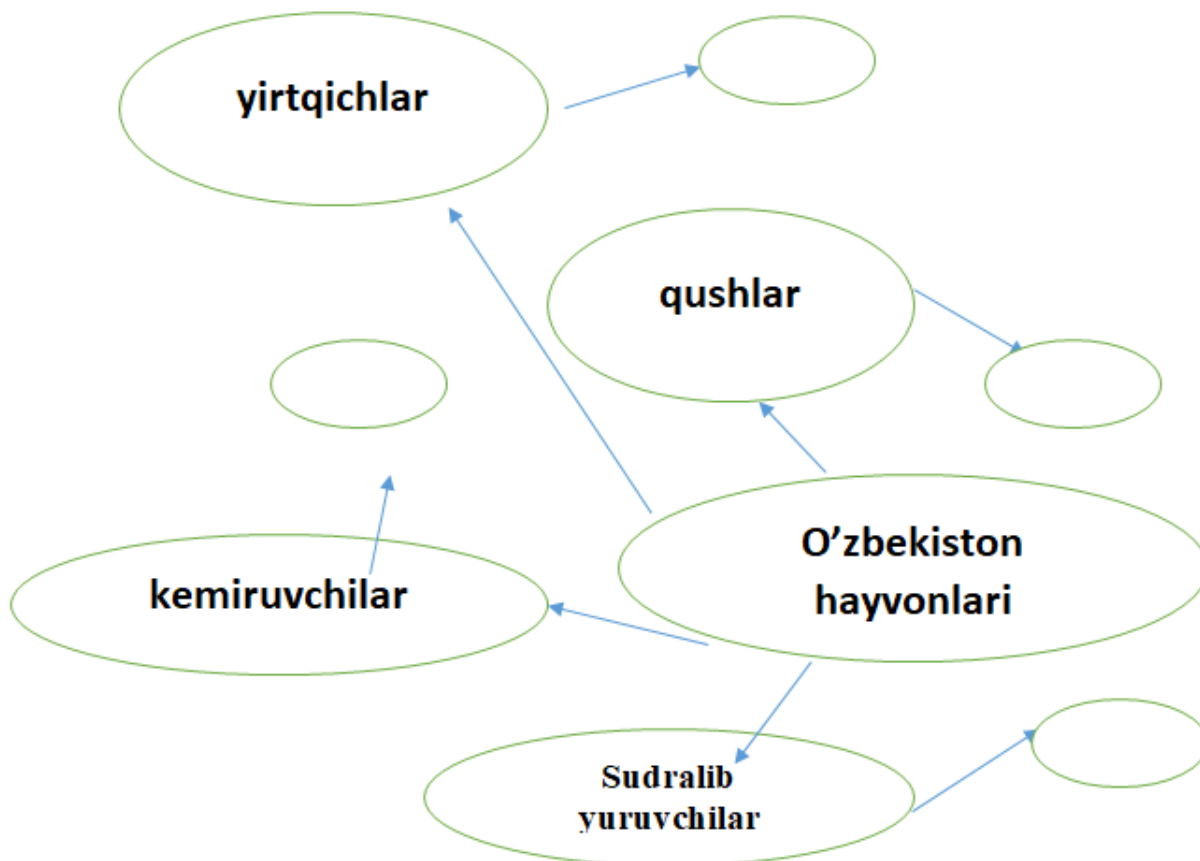 yirtqichlar
qushlar
O’zbekiston
hayvonlari
kemiruvchilar
Sudralib
yuruvchilar